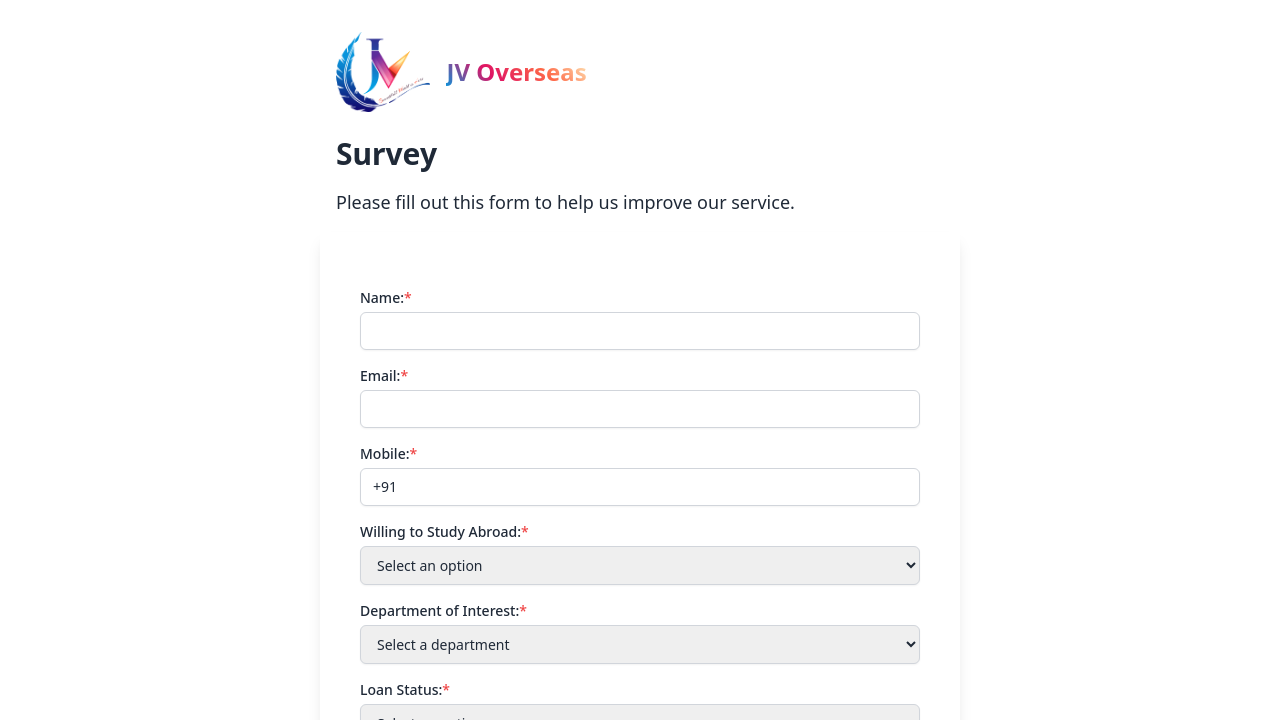 JV Overseas
Survey
Please fill out this form to help us improve our service.
Name:*
Email:*
Mobile:*
+91
Willing to Study Abroad:*
Select an option
Department of Interest:*
Select a department
Loan Status:*